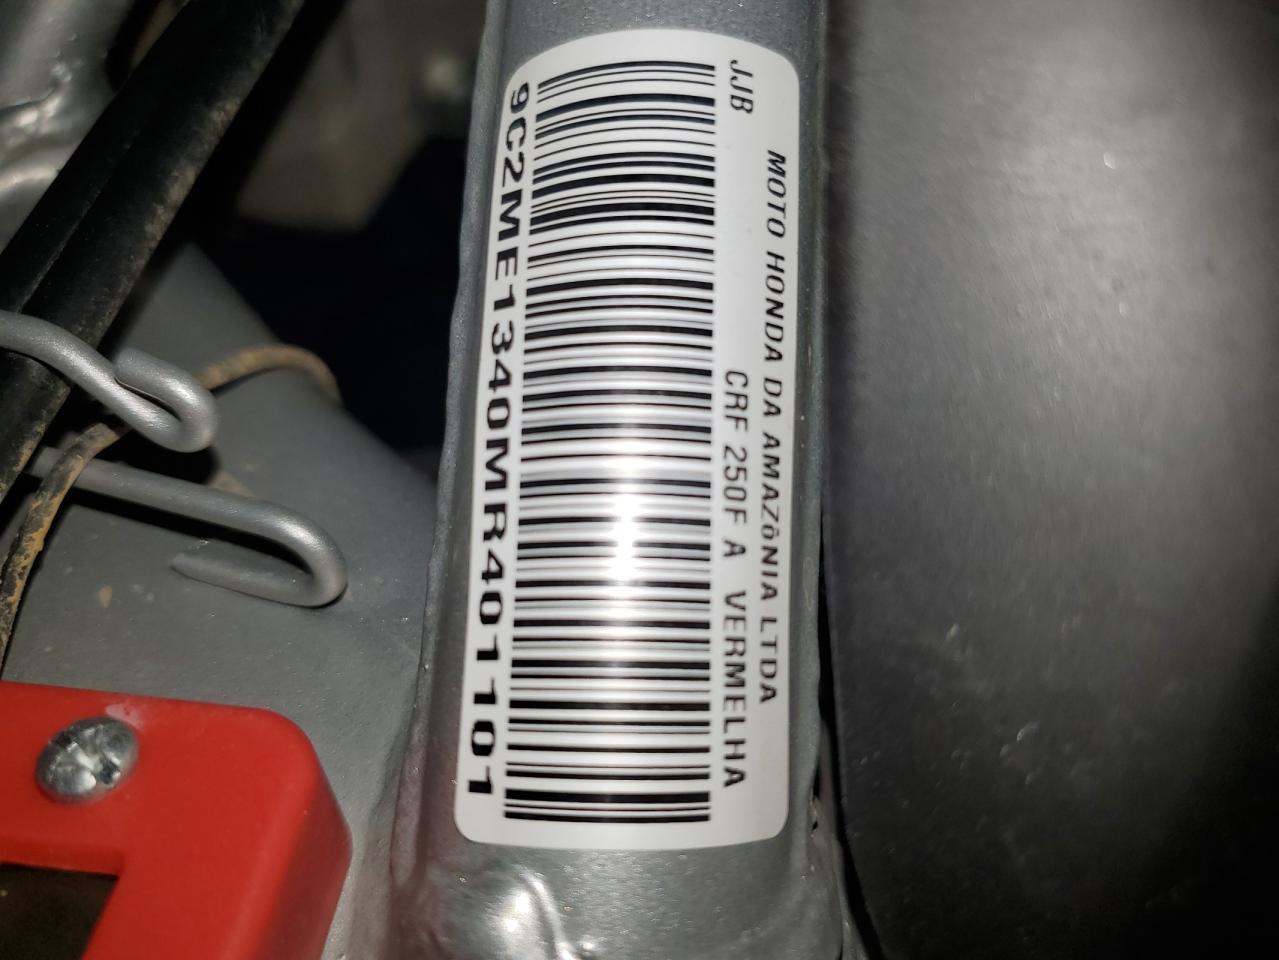 MOTO HONDA DA AMAZôNIA LTDA
JJB CRF 250F A VERMELHA
9C2ME1340MR401101